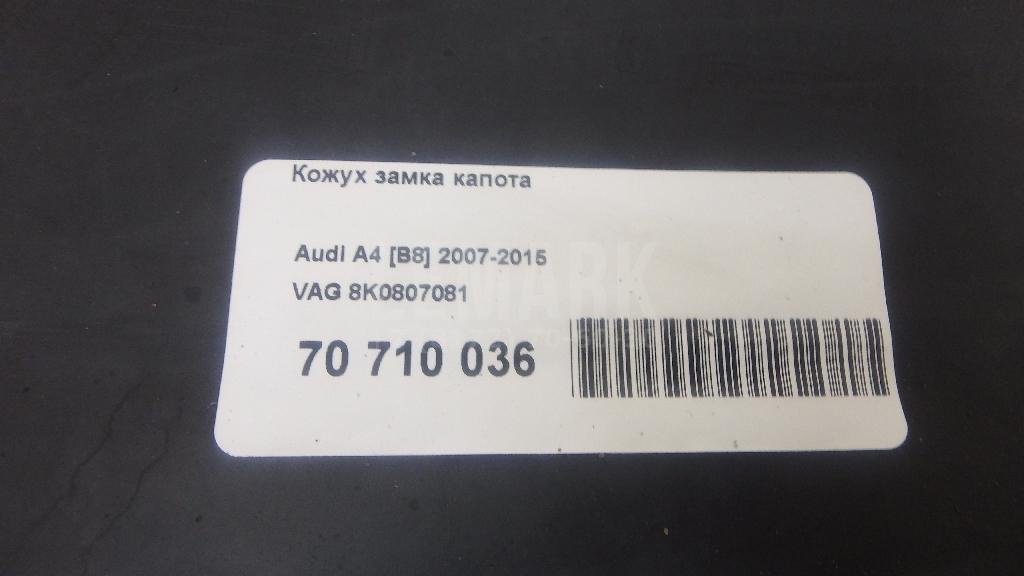 Кожух замка капота
Audi A4 [B8] 2007-2015
VAG 8K0807081
70 710 036